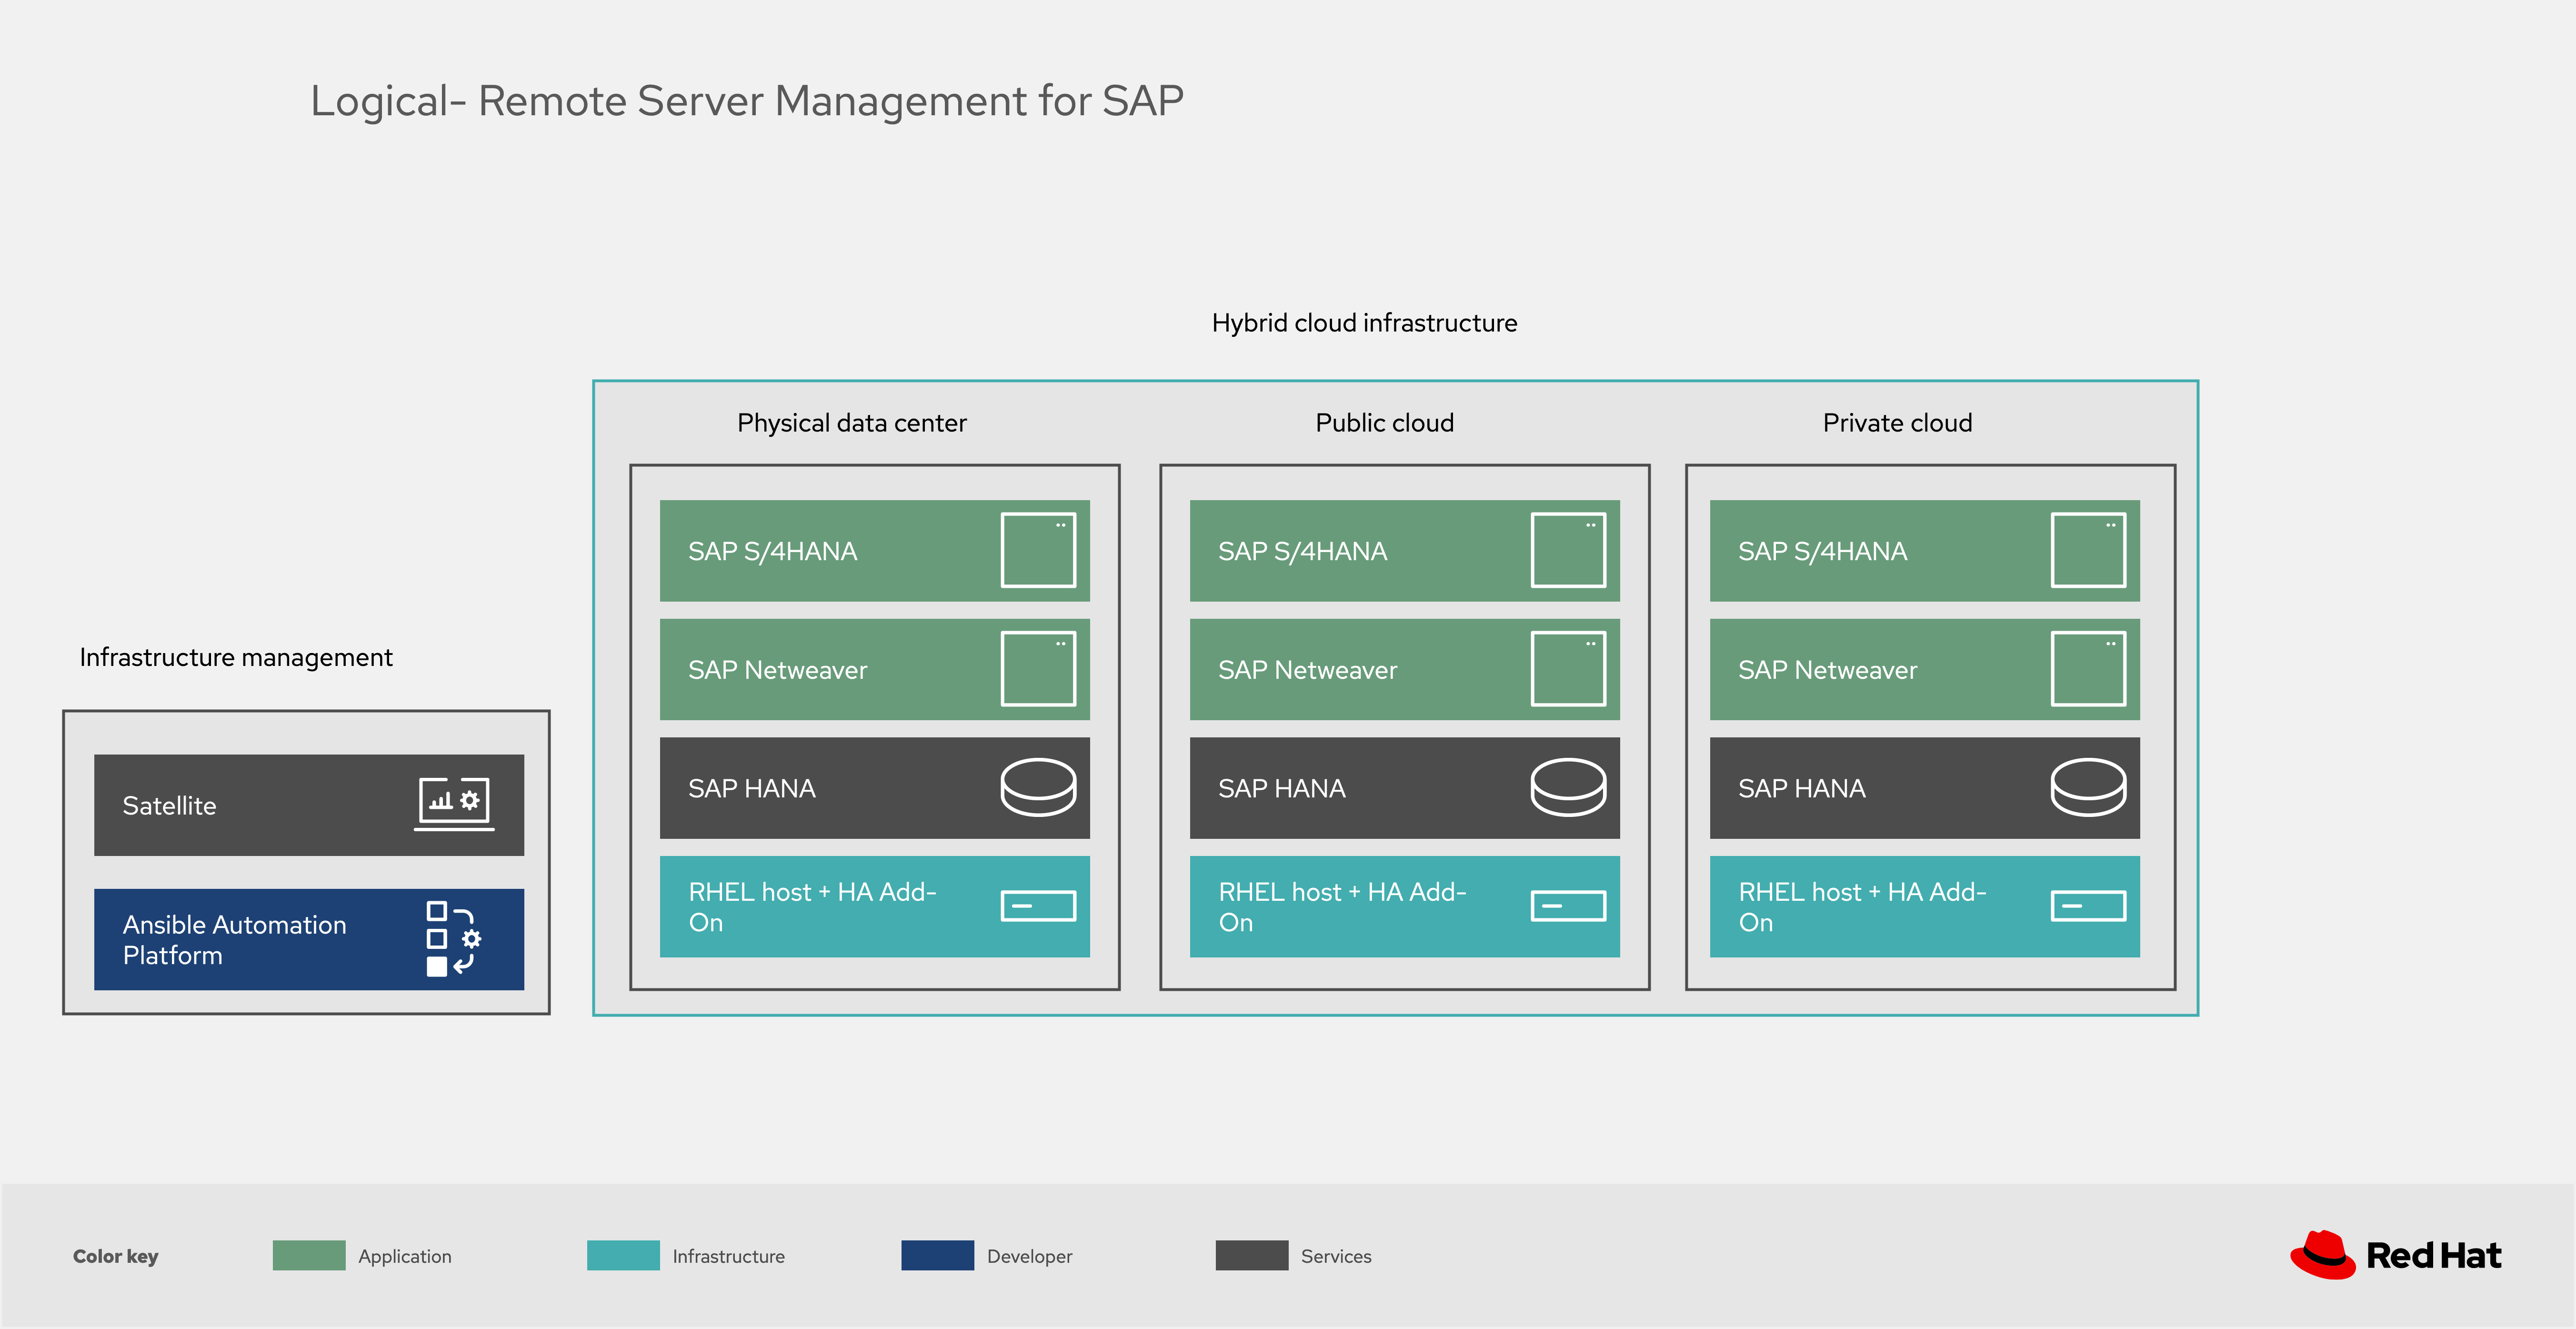 Logical- Remote Server Management for SAP
Hybrid cloud infrastructure
Physical data center
SAP S/4HANA
SAP Netweaver
SAP HANA
RHEL host + HA Add-
On
Public cloud
SAP S/4HANA
SAP Netweaver
SAP HANA
RHEL host + HA Add-
On
Private cloud
SAP S/4HANA
SAP Netweaver
SAP HANA
RHEL host + HA Add-
On
Infrastructure management
Satellite
Ansible Automation
Platform
Color key
Application
Infrastructure
Developer
Services
Red Hat